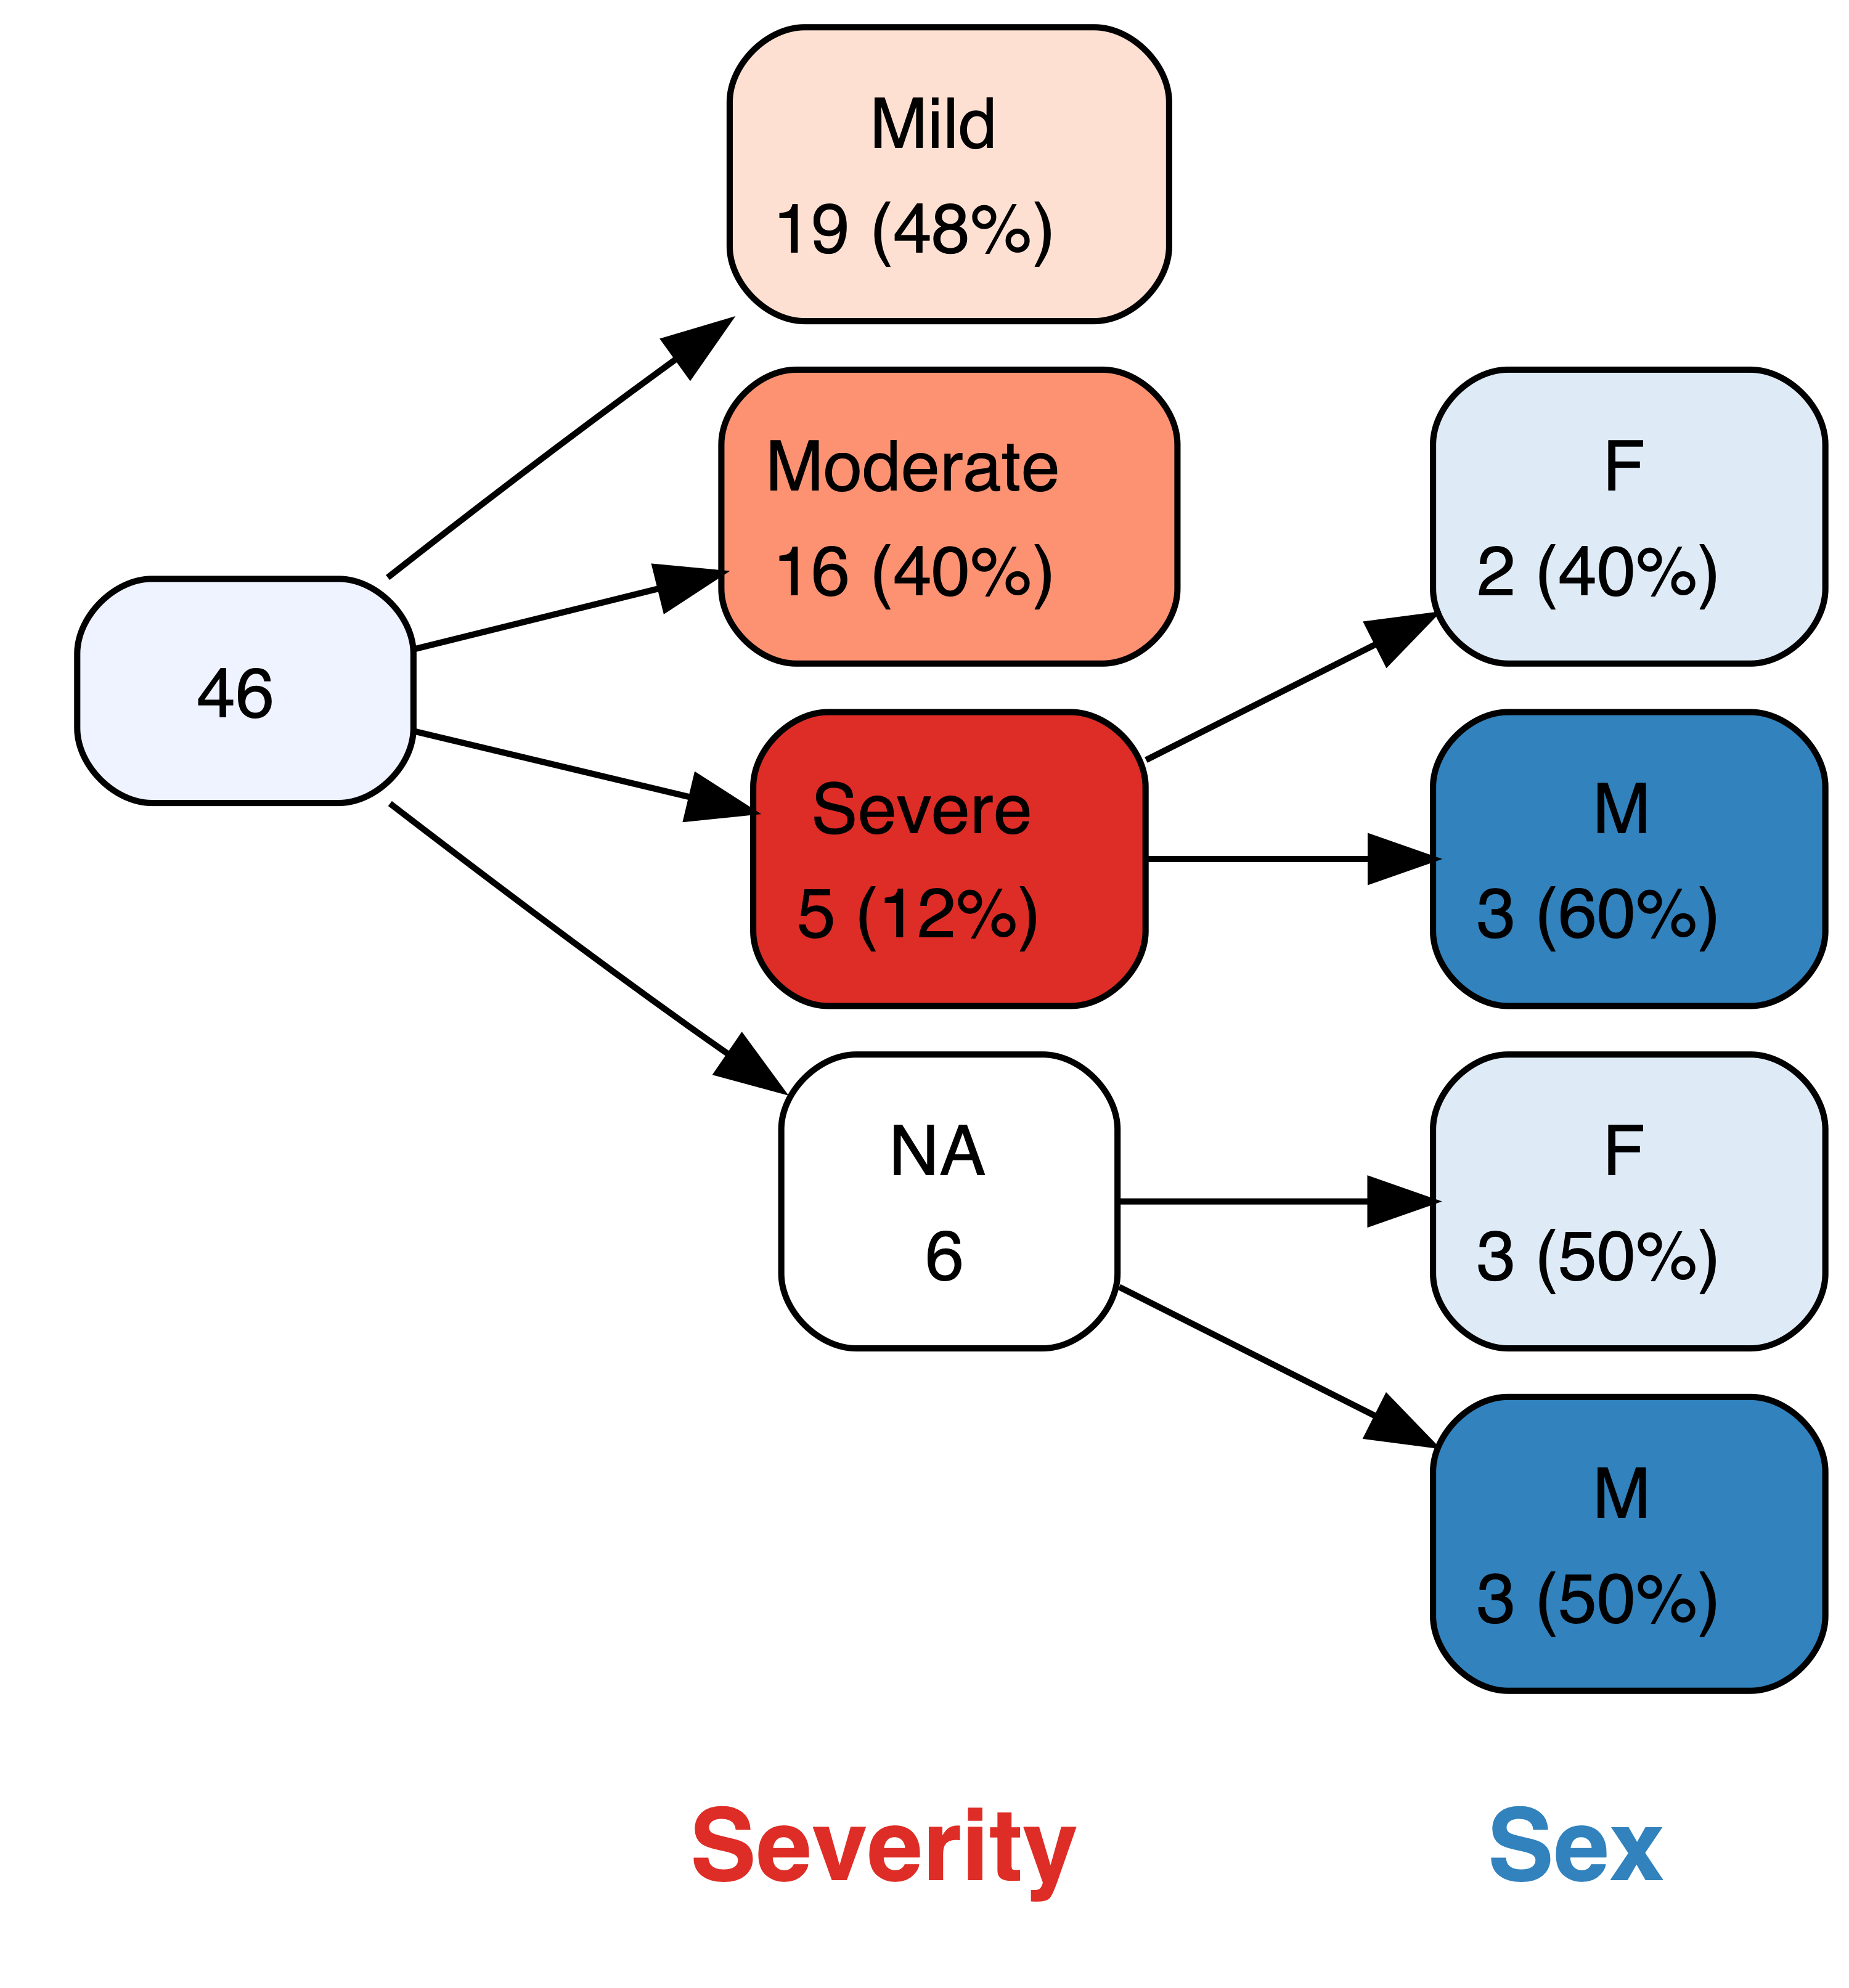 46
Mild
19 (48%)
Moderate
16 (40%)
Severe
5 (12%)
NA
6
F
2 (40%)
M
3 (60%)
F
3 (50%)
M
3 (50%)
Severity
Sex